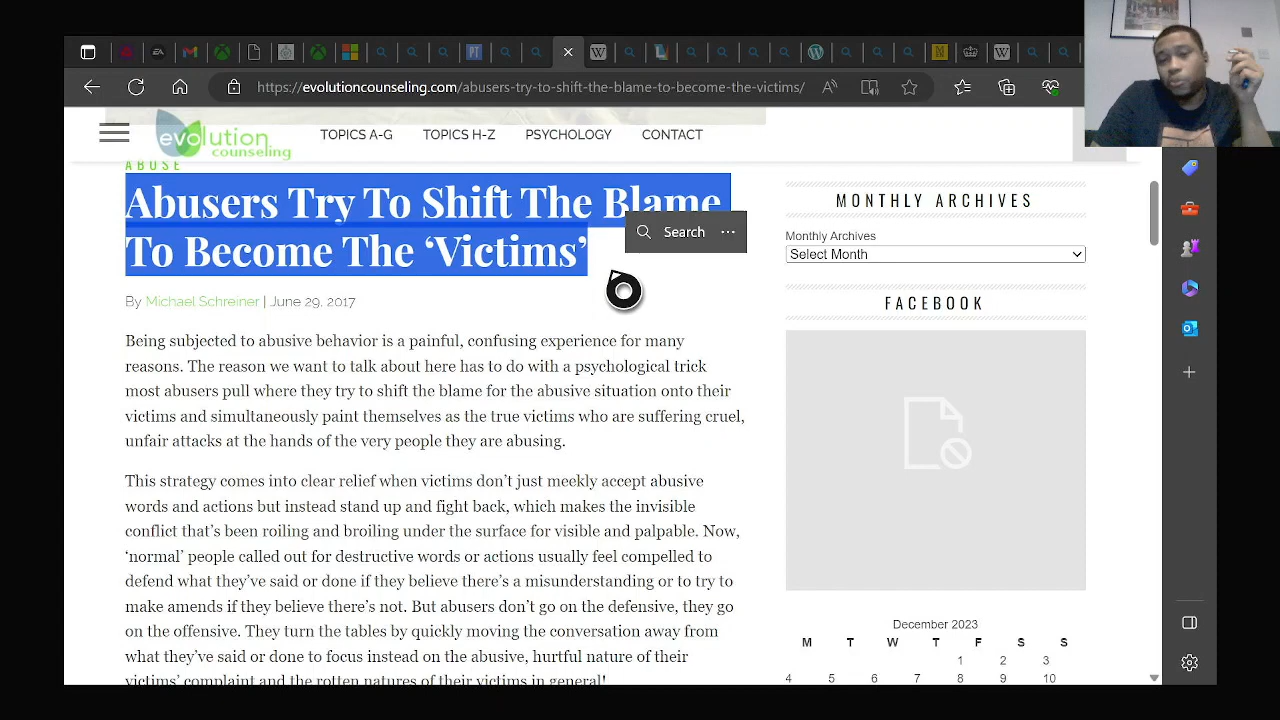 https://evolutioncounseling.com/abusers-try-to-shift-the-blame-to-become-the-victims/
evolution
counseling
TOPICS A-G
TOPICS H-Z
PSYCHOLOGY
CONTACT
ABUSE
Abusers Try To Shift The Blame
To Become The ‘Victims’
Search
By Michael Schreiner | June 29, 2017
Being subjected to abusive behavior is a painful, confusing experience for many
reasons. The reason we want to talk about here has to do with a psychological trick
most abusers pull where they try to shift the blame for the abusive situation onto their
victims and simultaneously paint themselves as the true victims who are suffering cruel,
unfair attacks at the hands of the very people they are abusing.
This strategy comes into clear relief when victims don’t just meekly accept abusive
words and actions but instead stand up and fight back, which makes the invisible
conflict that’s been roiling and broiling under the surface for visible and palpable. Now,
‘normal’ people called out for destructive words or actions usually feel compelled to
defend what they’ve said or done if they believe there’s a misunderstanding or to try to
make amends if they believe there’s not. But abusers don’t go on the defensive, they go
on the offensive. They turn the tables by quickly moving the conversation away from
what they’ve said or done to focus instead on the abusive, hurtful nature of their
victims’ complaint and the rotten natures of their victims in general!
MONTHLY ARCHIVES
Monthly Archives
Select Month
FACEBOOK
December 2023
M T W T F S S
1 2 3
4 5 6 7 8 9 10